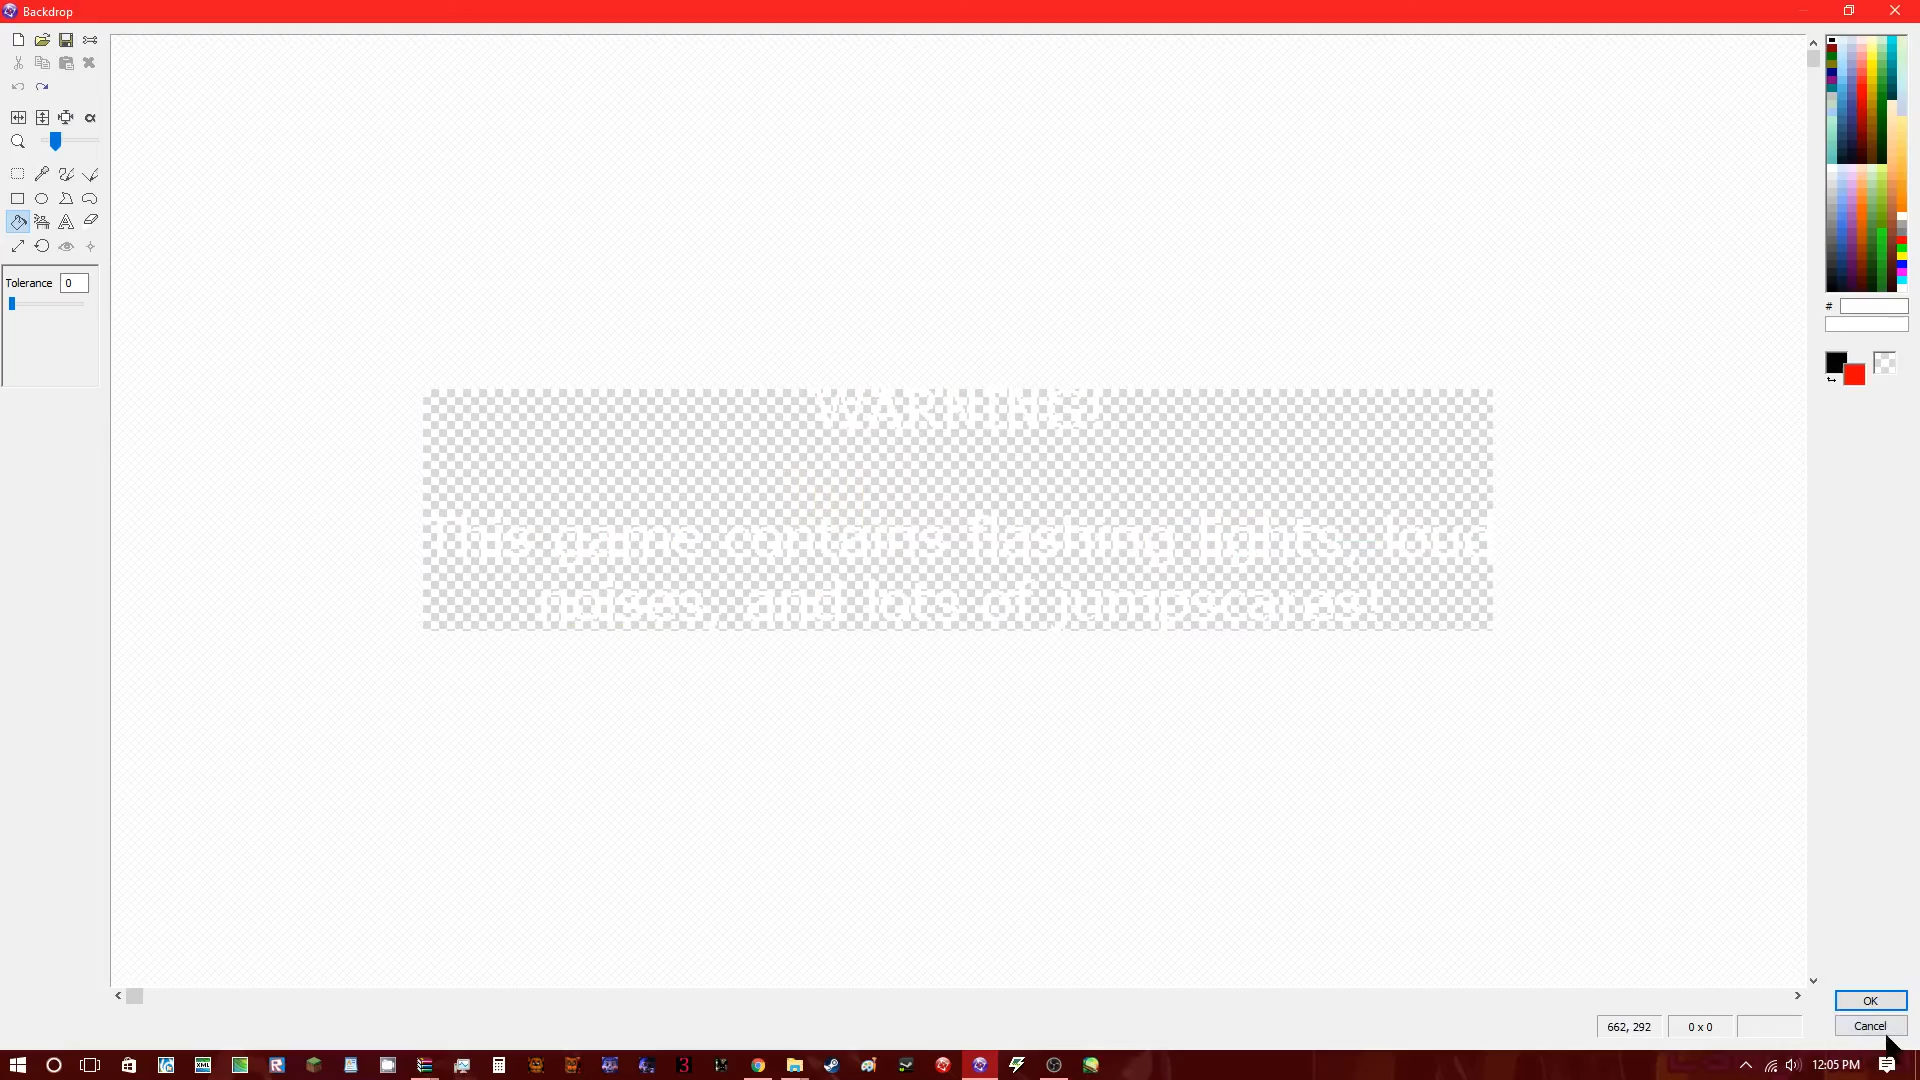 Backdrop
Tolerance 0
#
WARNING!
This game contains flashing lights, loud
noises, and lots of jumpscares!
OK
662, 292
0 x 0
Cancel
12:05 PM